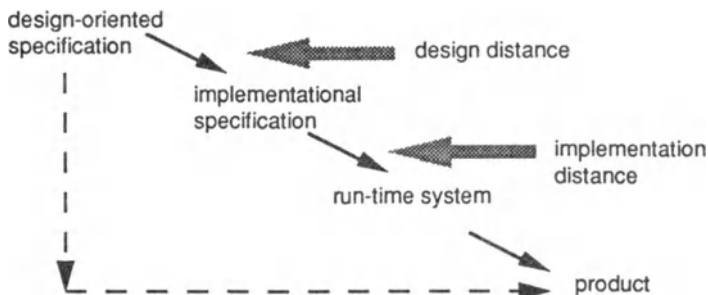 design-oriented
specification
design distance
implementational
specification
implementation
distance
run-time system
product